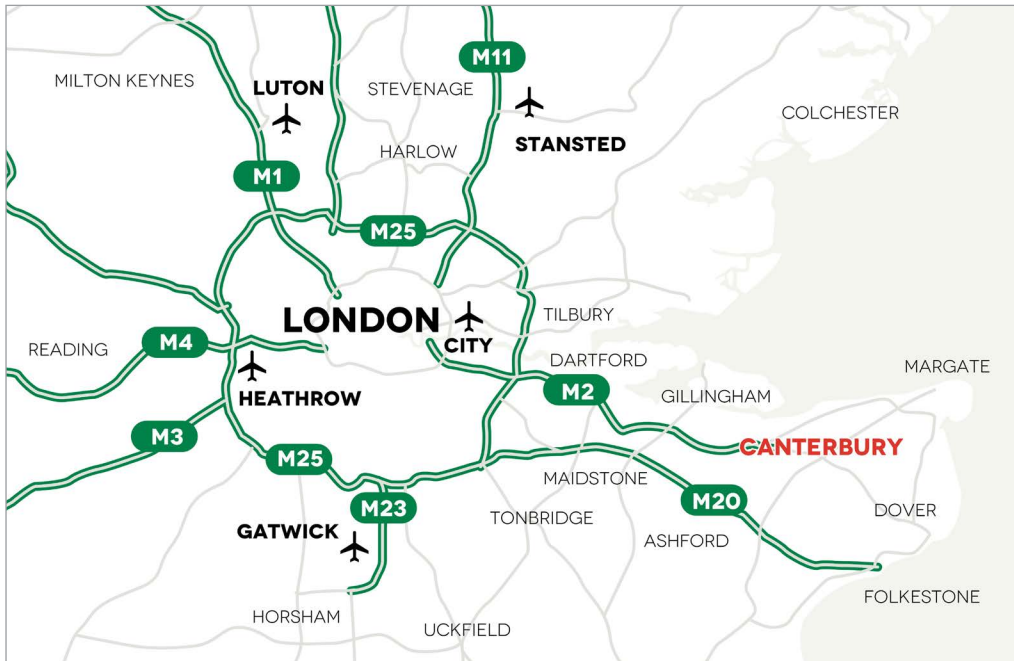 M11
MILTON KEYNES
LUTON
STEVENAGE
COLCHESTER
STANSTED
HARLOW
M1
M25
LONDON
TILBURY
CITY
M4
READING
DARTFORD
MARGATE
HEATHROW
M2
GILLINGHAM
M3
CANTERBURY
M25
MAIDSTONE
M20
M23
DOVER
TONBRIDGE
GATWICK
ASHFORD
FOLKESTONE
HORSHAM
UCKFIELD